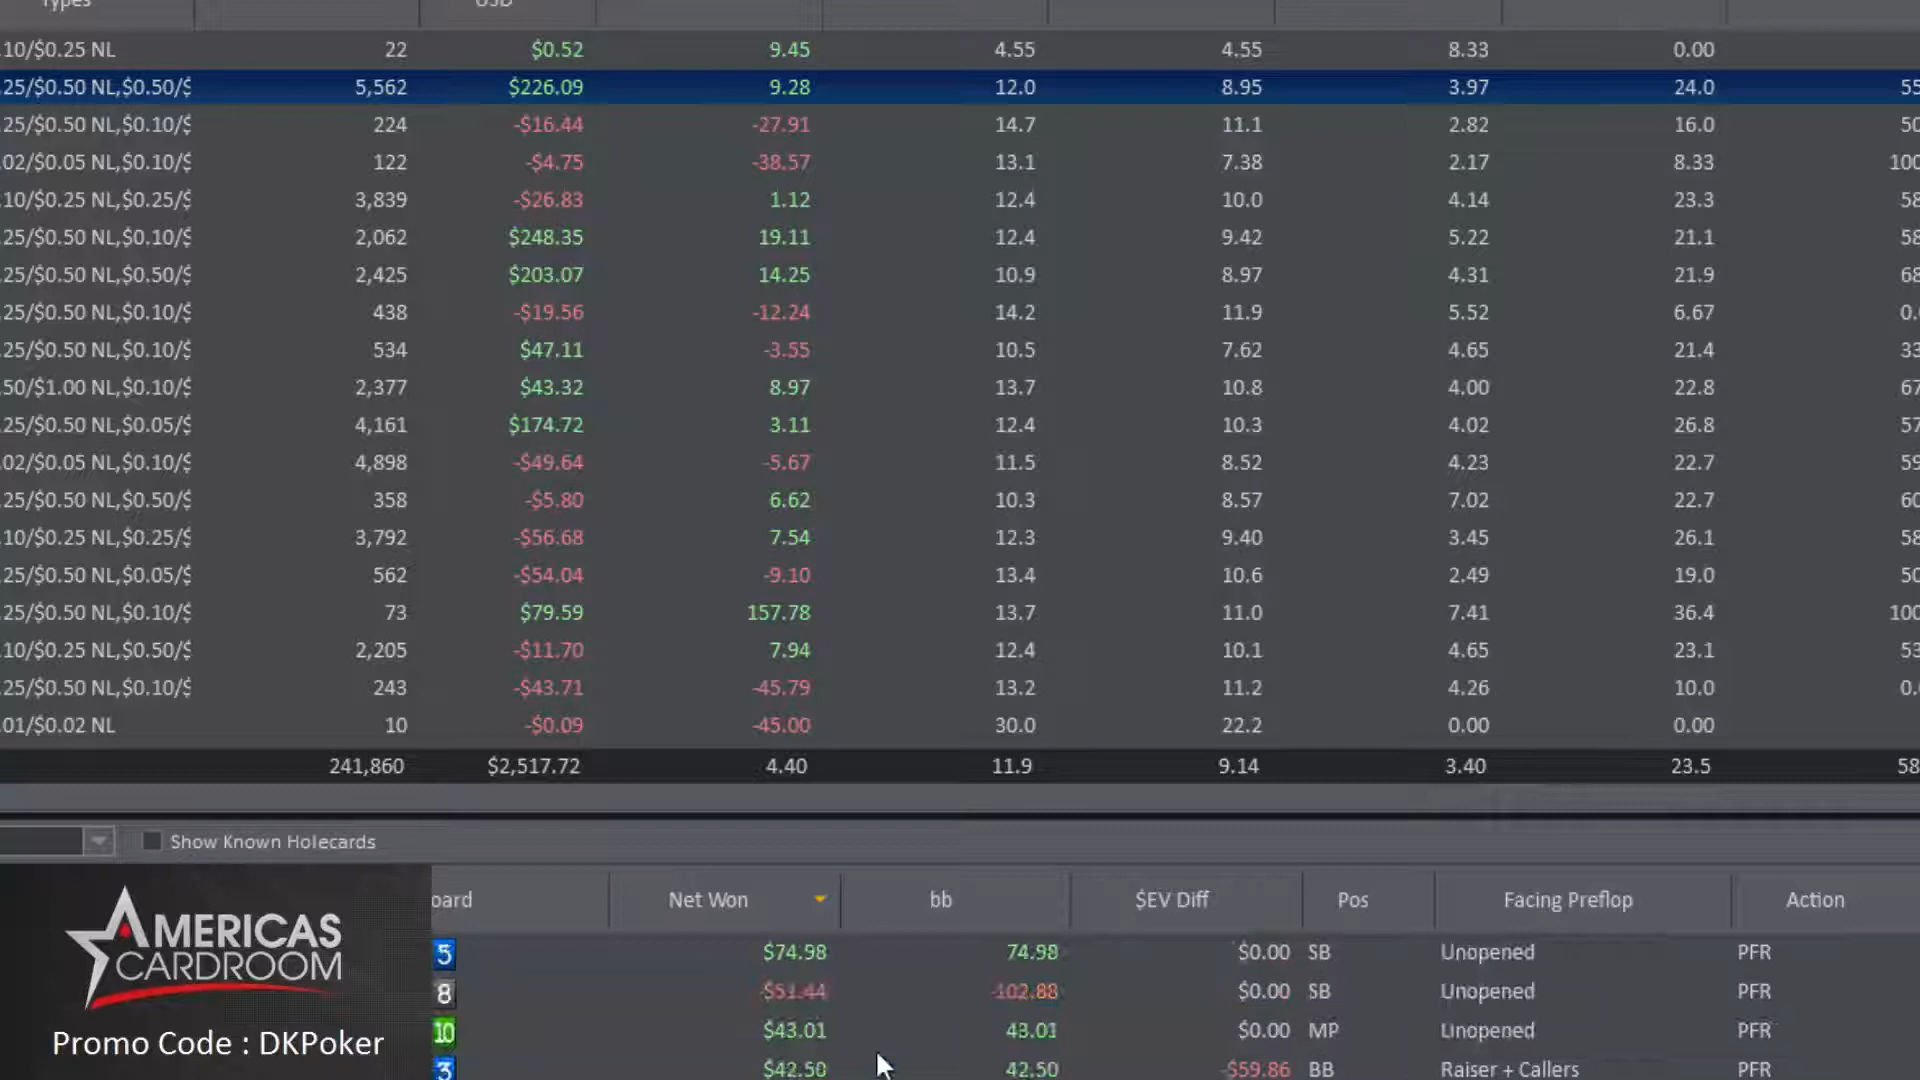 Types USD
.10/$0.25 NL 22 $0.52 9.45 4.55 4.55 8.33 0.00
.25/$0.50 NL,$0.50/$ 5,562 $226.09 9.28 12.0 8.95 3.97 24.0 55
.25/$0.50 NL,$0.10/$ 224 -$16.44 -27.91 14.7 11.1 2.82 16.0 50
.02/$0.05 NL,$0.10/$ 122 -$4.75 -38.57 13.1 7.38 2.17 8.33 100
.10/$0.25 NL,$0.25/$ 3,839 -$26.83 1.12 12.4 10.0 4.14 23.3 58
.25/$0.50 NL,$0.10/$ 2,062 $248.35 19.11 12.4 9.42 5.22 21.1 58
.25/$0.50 NL,$0.50/$ 2,425 $203.07 14.25 10.9 8.97 4.31 21.9 68
.25/$0.50 NL,$0.10/$ 438 -$19.56 -12.24 14.2 11.9 5.52 6.67 0.
.25/$0.50 NL,$0.10/$ 534 $47.11 -3.55 10.5 7.62 4.65 21.4 33
.50/$1.00 NL,$0.10/$ 2,377 $43.32 8.97 13.7 10.8 4.00 22.8 67
.25/$0.50 NL,$0.05/$ 4,161 $174.72 3.11 12.4 10.3 4.02 26.8 57
.02/$0.05 NL,$0.10/$ 4,898 -$49.64 -5.67 11.5 8.52 4.23 22.7 59
.25/$0.50 NL,$0.50/$ 358 -$5.80 6.62 10.3 8.57 7.02 22.7 60
.10/$0.25 NL,$0.25/$ 3,792 -$56.68 7.54 12.3 9.40 3.45 26.1 58
.25/$0.50 NL,$0.05/$ 562 -$54.04 -9.10 13.4 10.6 2.49 19.0 50
.25/$0.50 NL,$0.10/$ 73 $79.59 157.78 13.7 11.0 7.41 36.4 100
.10/$0.25 NL,$0.50/$ 2,205 -$11.70 7.94 12.4 10.1 4.65 23.1 53
.25/$0.50 NL,$0.10/$ 243 -$43.71 -45.79 13.2 11.2 4.26 10.0 0.
.01/$0.02 NL 10 -$0.09 -45.00 30.0 22.2 0.00 0.00
241,860 $2,517.72 4.40 11.9 9.14 3.40 23.5 58
Show Known Holecards
oard Net Won bb $EV Diff Pos Facing Preflop Action
5 $74.98 74.98 $0.00 SB Unopened PFR
8 -$51.44 -102.88 $0.00 SB Unopened PFR
10 $43.01 43.01 $0.00 MP Unopened PFR
3 $42.50 42.50 -$59.86 BB Raiser + Callers PFR
AMERICAS
CARDROOM
Promo Code : DKPoker